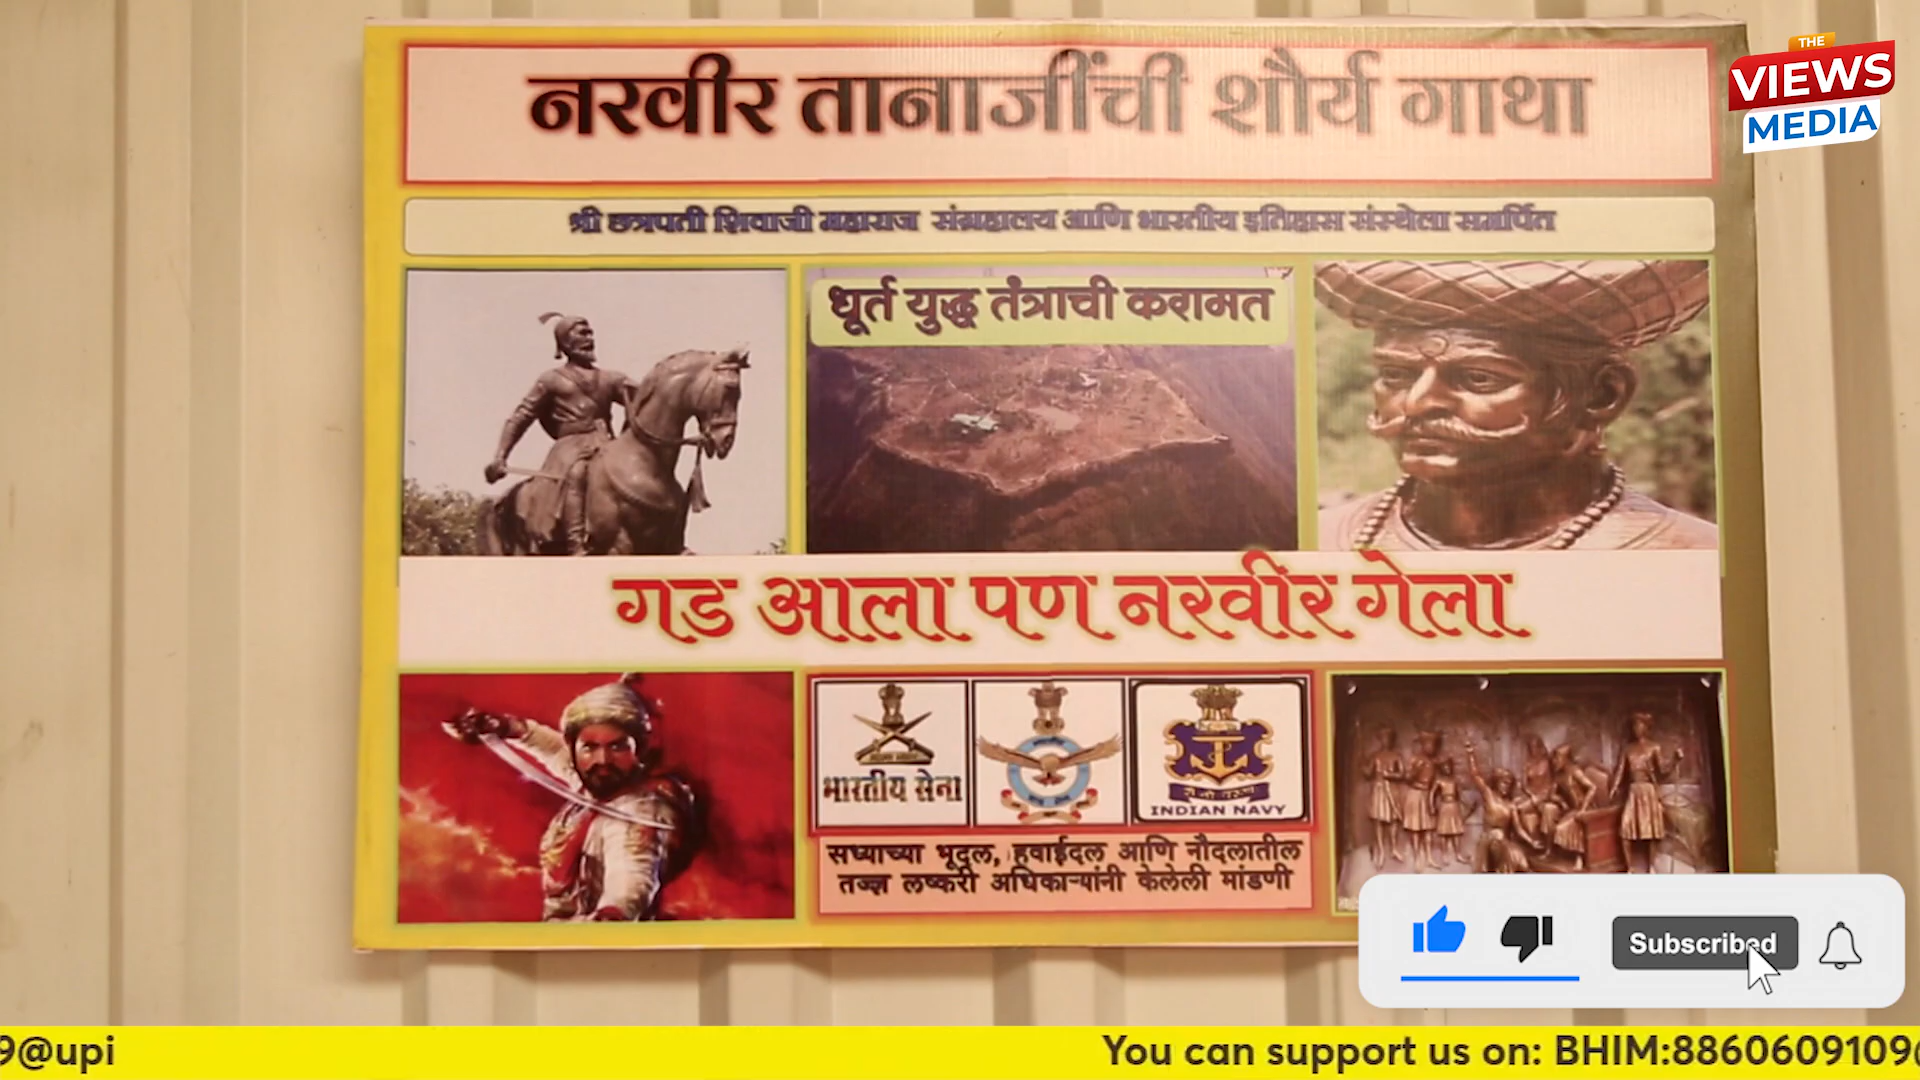 THE
VIEWS
MEDIA
नरवीर तानाजींची शौर्य गाथा
श्री छत्रपती शिवाजी महाराज संग्रहालय आणि भारतीय इतिहास संस्थेला समर्पित
धूर्त युद्ध तंत्राची करामत
गड आला पण नरवीर गेला
भारतीय सेना
INDIAN NAVY
सध्याच्या भूदल, हवाईदल आणि नौदलातील
तज्ज्ञ लष्करी अधिकाऱ्यांनी केलेली मांडणी
Subscribed
9@upi
You can support us on: BHIM:8860609109@